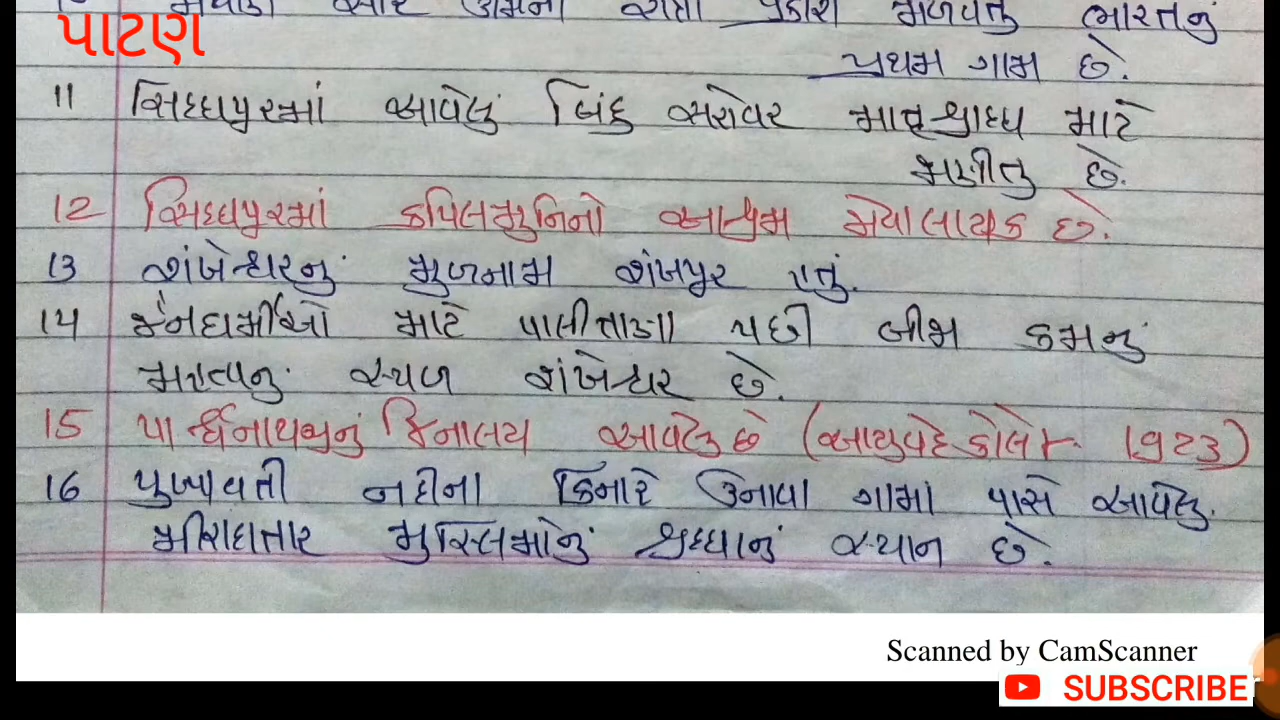 પાટણ
ભારતનું
પ્રથમ ગામ છે.
11 સિધ્ધપુરમાં આવેલું બિંદુ સરોવર માતૃશ્રાધ્ધ માટે
જાણીતુ છે.
12 સિધ્ધપુરમાં કપિલમુનિનો આશ્રમ જોવાલાયક છે.
13 શંખેશ્વરનું મુળનામ શંખપુર હતું.
14 જૈનધર્મીઓ માટે પાલીતાણા પછી બીજા ક્રમનું
મહત્વનુ સ્થળ શંખેશ્વર છે.
15 પાર્શ્વનાથજીનું જિનાલય આવેલુ છે (આયુવેદ કોલેજ - 1923)
16 પુષ્પાવતી નદીના કિનારે ઉનાવા ગામા પાસે આવેલુ.
મીરાદાતાર મુસ્લિમોનું શ્રધ્ધાનું સ્થાન છે.
Scanned by CamScanner
SUBSCRIBE